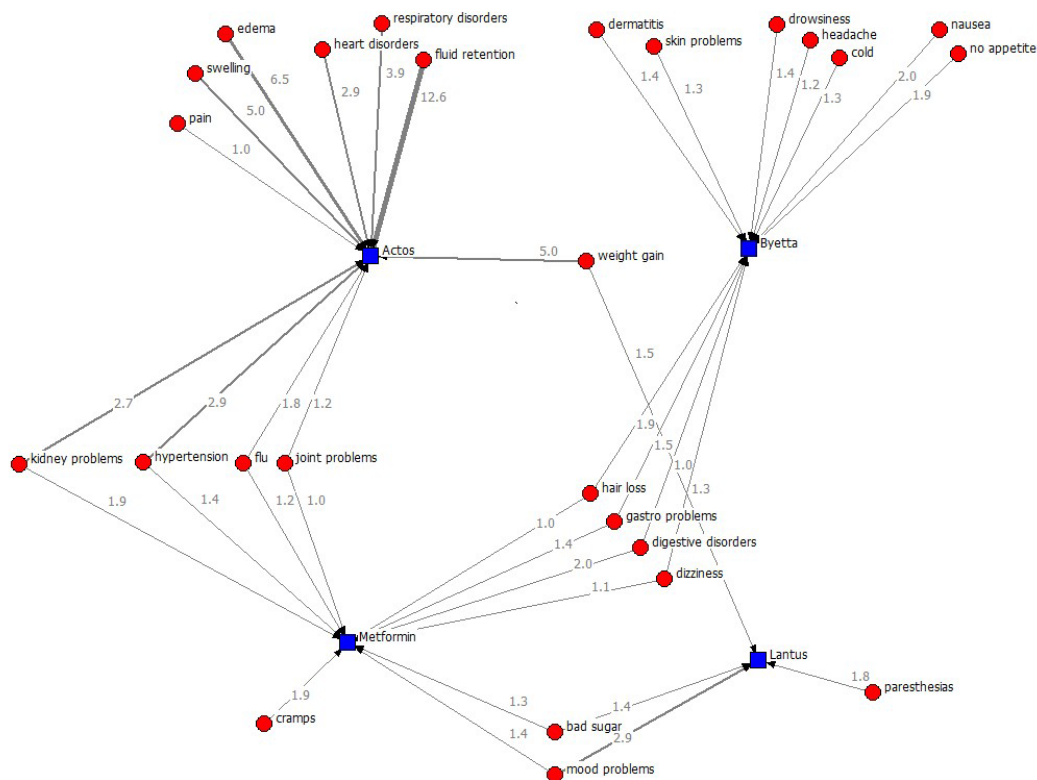 respiratory disorders
edema
drowsiness
nausea
dermatitis
heart disorders
skin problems
headache
fluid retention
cold
no appetite
swelling
6.5
2.9
3.9
12.6
1.4
1.3
1.4
1.2
1.3
2.0
1.9
pain
5.0
1.0
Actos
5.0
weight gain
Byetta
1.5
2.7
2.9
1.8
1.2
1.9
1.5
1.0
1.3
kidney problems
hypertension
flu
joint problems
hair loss
1.9
1.4
1.2
1.0
1.0
gastro problems
1.4
digestive disorders
2.0
dizziness
1.1
Metformin
Lantus
1.8
paresthesias
1.9
cramps
1.3
1.4
bad sugar
1.4
2.9
mood problems